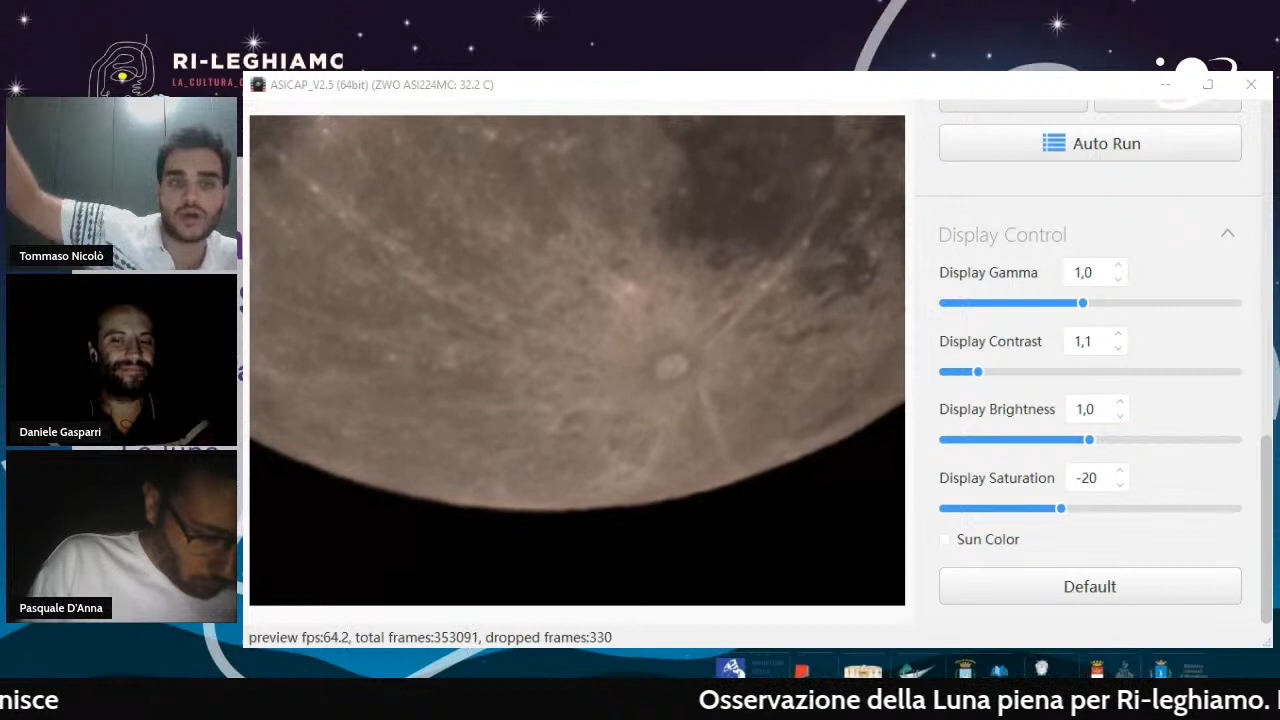 RI-LEGHIAMO
LA_CULTURA_
ASICAP_V2.5 (64bit) (ZWO ASI224MC: 32.2 C)
Auto Run
Display Control
Display Gamma 1,0
Display Contrast 1,1
Display Brightness 1,0
Display Saturation -20
Sun Color
Default
preview fps:64.2, total frames:353091, dropped frames:330
Tommaso Nicolò
Daniele Gasparri
Pasquale D'Anna
nisce
Osservazione della Luna piena per Ri-leghiamo.